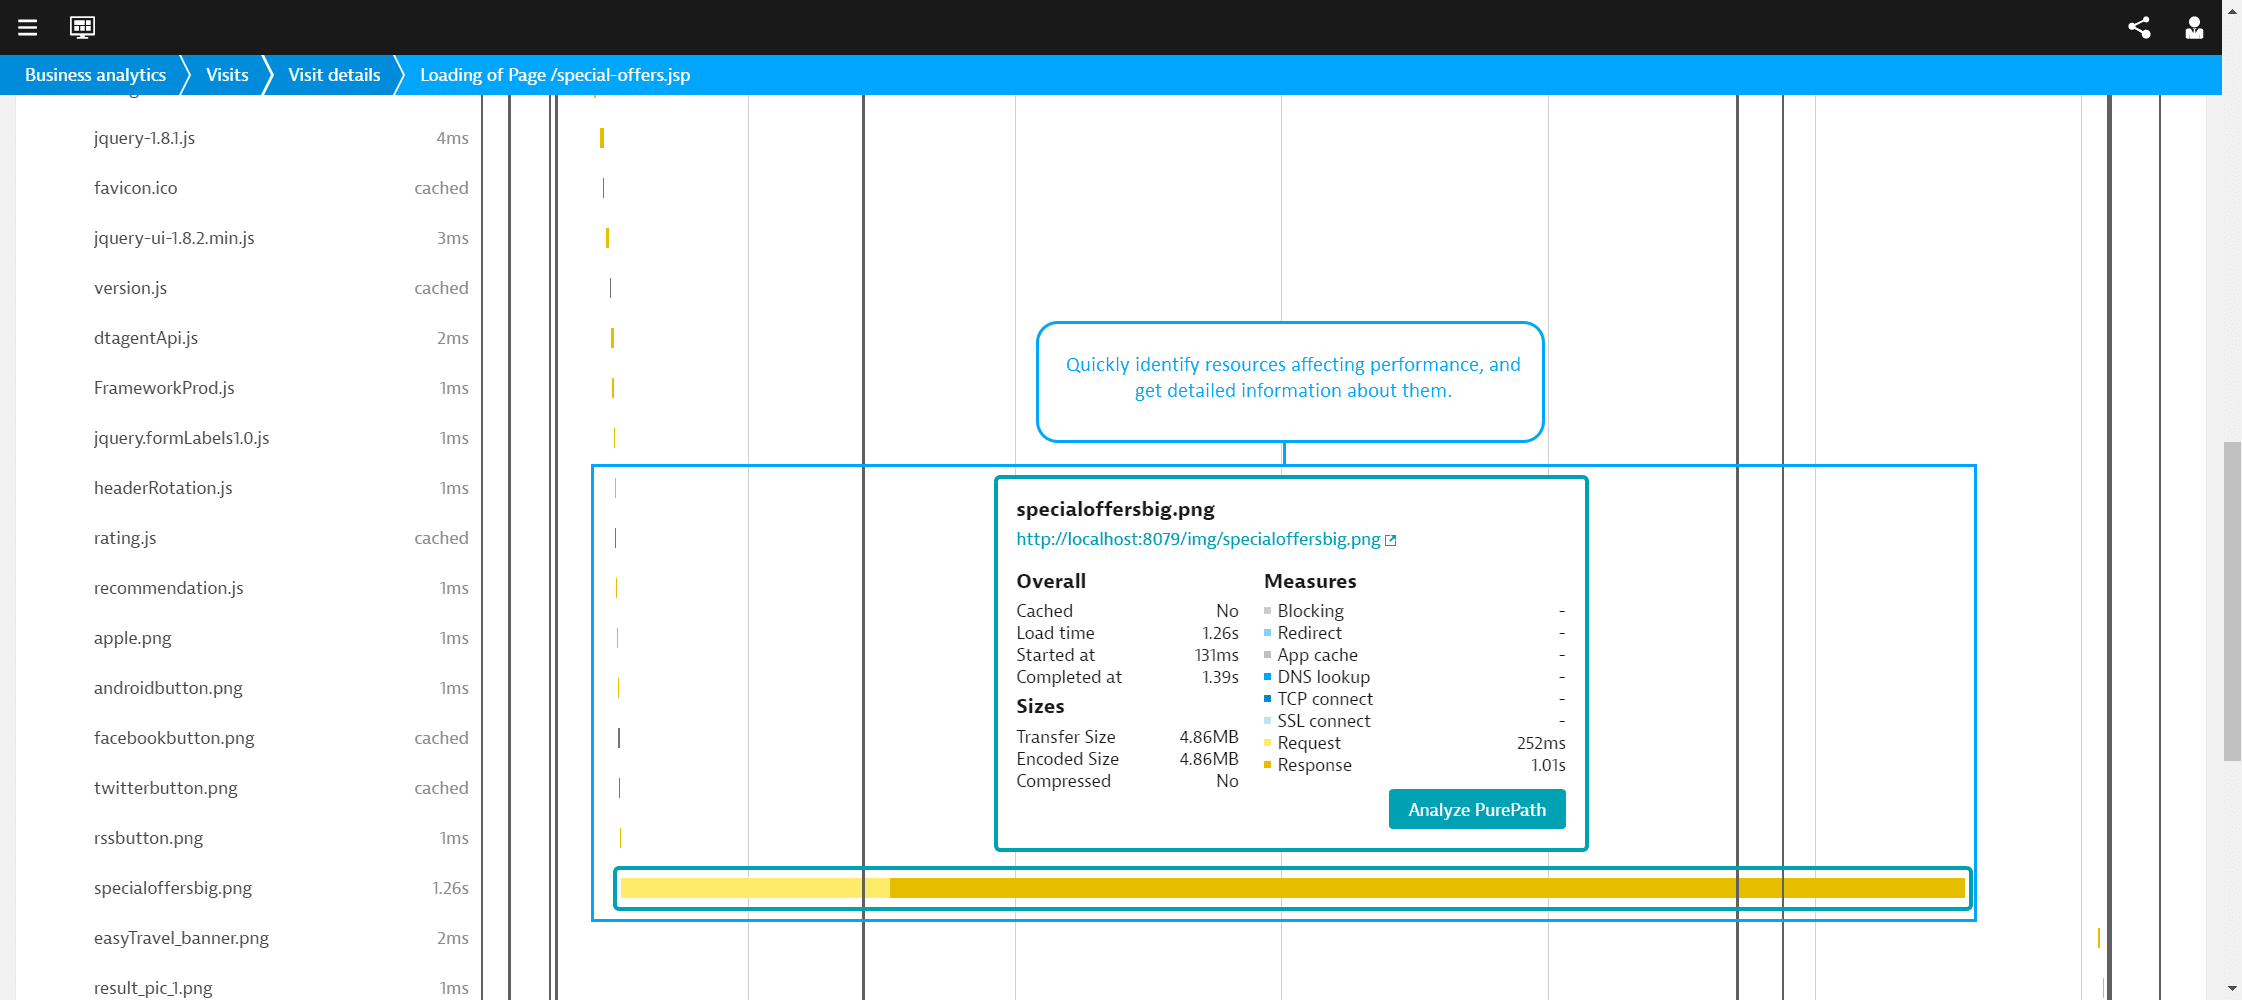 Business analytics Visits Visit details Loading of Page /special-offers.jsp
jquery-1.8.1.js 4ms
favicon.ico cached
jquery-ui-1.8.2.min.js 3ms
version.js cached
dtagentApi.js 2ms
FrameworkProd.js 1ms
jquery.formLabels1.0.js 1ms
headerRotation.js 1ms
rating.js cached
recommendation.js 1ms
apple.png 1ms
androidbutton.png 1ms
facebookbutton.png cached
twitterbutton.png cached
rssbutton.png 1ms
specialoffersbig.png 1.26s
easyTravel_banner.png 2ms
result_pic_1.png 1ms
Quickly identify resources affecting performance, and
get detailed information about them.
specialoffersbig.png
http://localhost:8079/img/specialoffersbig.png
Overall
Cached No
Load time 1.26s
Started at 131ms
Completed at 1.39s
Sizes
Transfer Size 4.86MB
Encoded Size 4.86MB
Compressed No
Measures
Blocking -
Redirect -
App cache -
DNS lookup -
TCP connect -
SSL connect -
Request 252ms
Response 1.01s
Analyze PurePath